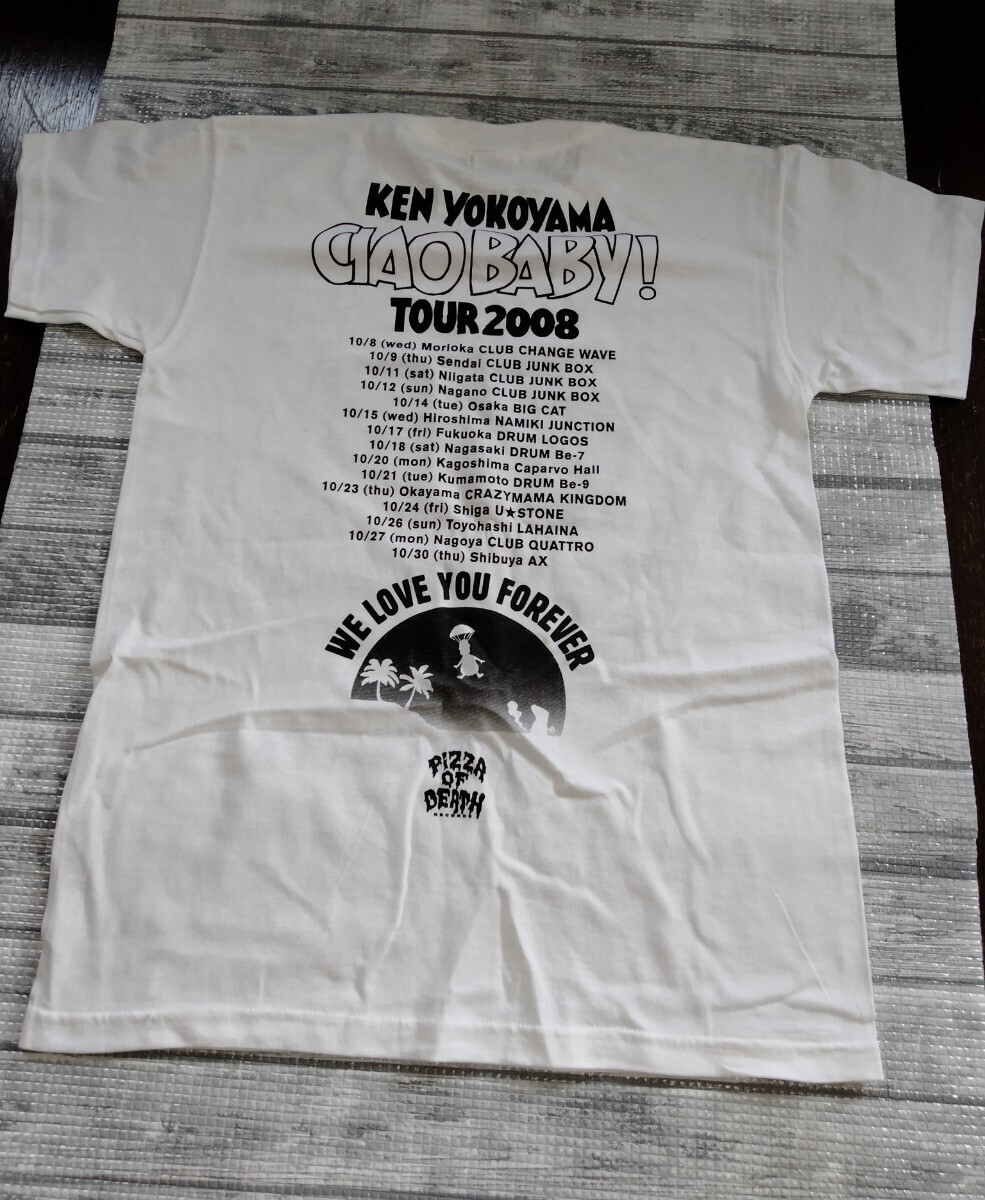 KEN YOKOYAMA
CIAO BABY!
TOUR 2008
10/8 (wed) Morioka CLUB CHANGE WAVE
10/9 (thu) Sendai CLUB JUNK BOX
10/11 (sat) Niigata CLUB JUNK BOX
10/12 (sun) Nagano CLUB JUNK BOX
10/14 (tue) Osaka BIG CAT
10/15 (wed) Hiroshima NAMIKI JUNCTION
10/17 (fri) Fukuoka DRUM LOGOS
10/18 (sat) Nagasaki DRUM Be-7
10/20 (mon) Kagoshima Caparvo Hall
10/21 (tue) Kumamoto DRUM Be-9
10/23 (thu) Okayama CRAZYMAMA KINGDOM
10/24 (fri) Shiga U★STONE
10/26 (sun) Toyohashi LAHAINA
10/27 (mon) Nagoya CLUB QUATTRO
10/30 (thu) Shibuya AX
WE LOVE YOU FOREVER
PIZZA
OF
DEATH
RECORDS